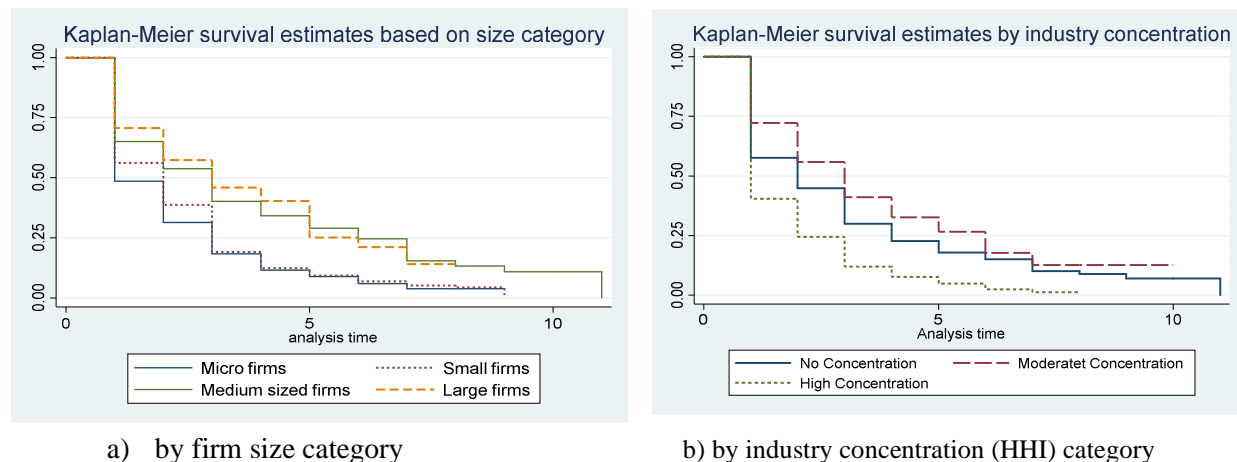 Kaplan-Meier survival estimates based on size category
1.00
0.75
0.50
0.25
0.00
0 5 10
analysis time
Micro firms Small firms
Medium sized firms Large firms
a) by firm size category
Kaplan-Meier survival estimates by industry concentration
1.00
0.75
0.50
0.25
0.00
0 5 10
Analysis time
No Concentration Moderatet Concentration
High Concentration
b) by industry concentration (HHI) category